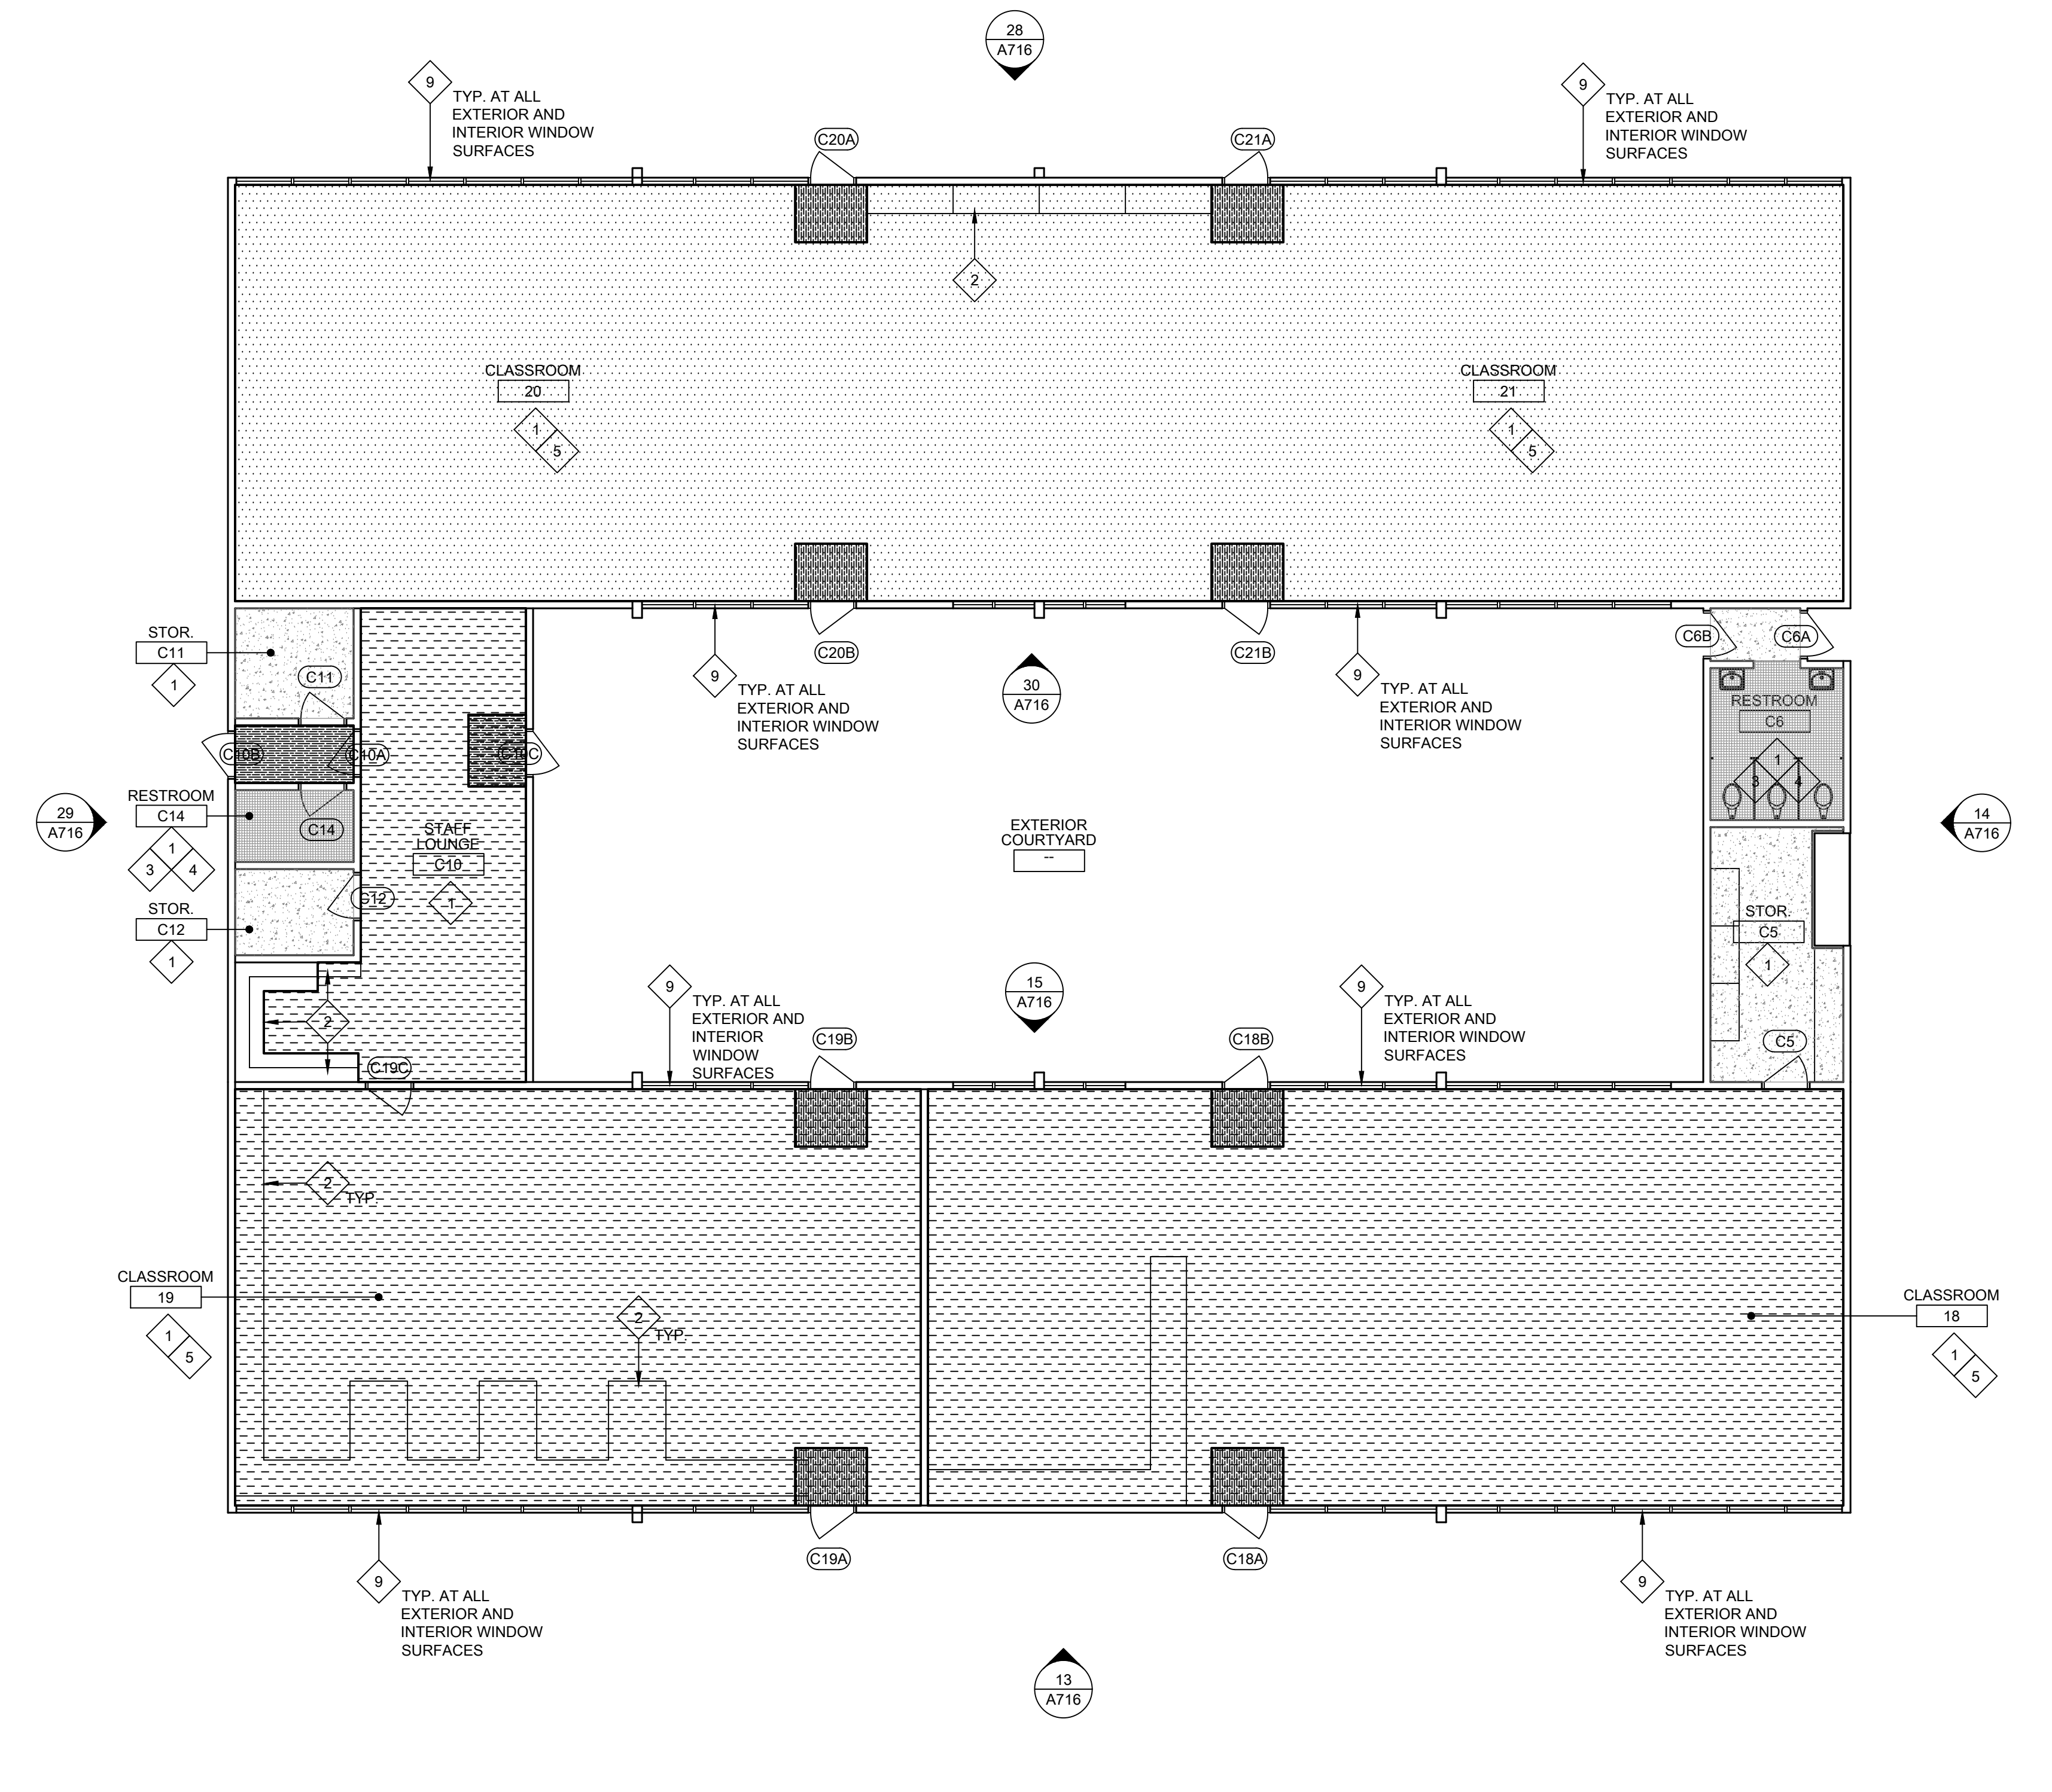 28
A716
9
TYP. AT ALL
EXTERIOR AND
INTERIOR WINDOW
SURFACES
9
TYP. AT ALL
EXTERIOR AND
INTERIOR WINDOW
SURFACES
C20A
C21A
2
CLASSROOM
20
1
5
CLASSROOM
21
1
5
STOR.
C11
1
C11
C20B
C21B
C6B
C6A
9
TYP. AT ALL
EXTERIOR AND
INTERIOR WINDOW
SURFACES
30
A716
9
TYP. AT ALL
EXTERIOR AND
INTERIOR WINDOW
SURFACES
RESTROOM
C6
1
3
4
C10B
C10A
C10C
29
A716
RESTROOM
C14
1
3
4
C14
STAFF
LOUNGE
C10
1
EXTERIOR
COURTYARD
--
14
A716
C12
STOR.
C12
1
STOR.
C5
1
2
C19C
9
TYP. AT ALL
EXTERIOR AND
INTERIOR
WINDOW
SURFACES
C19B
15
A716
C18B
9
TYP. AT ALL
EXTERIOR AND
INTERIOR WINDOW
SURFACES
C5
2
TYP.
CLASSROOM
19
1
5
2
TYP.
CLASSROOM
18
1
5
C19A
C18A
9
TYP. AT ALL
EXTERIOR AND
INTERIOR WINDOW
SURFACES
9
TYP. AT ALL
EXTERIOR AND
INTERIOR WINDOW
SURFACES
13
A716